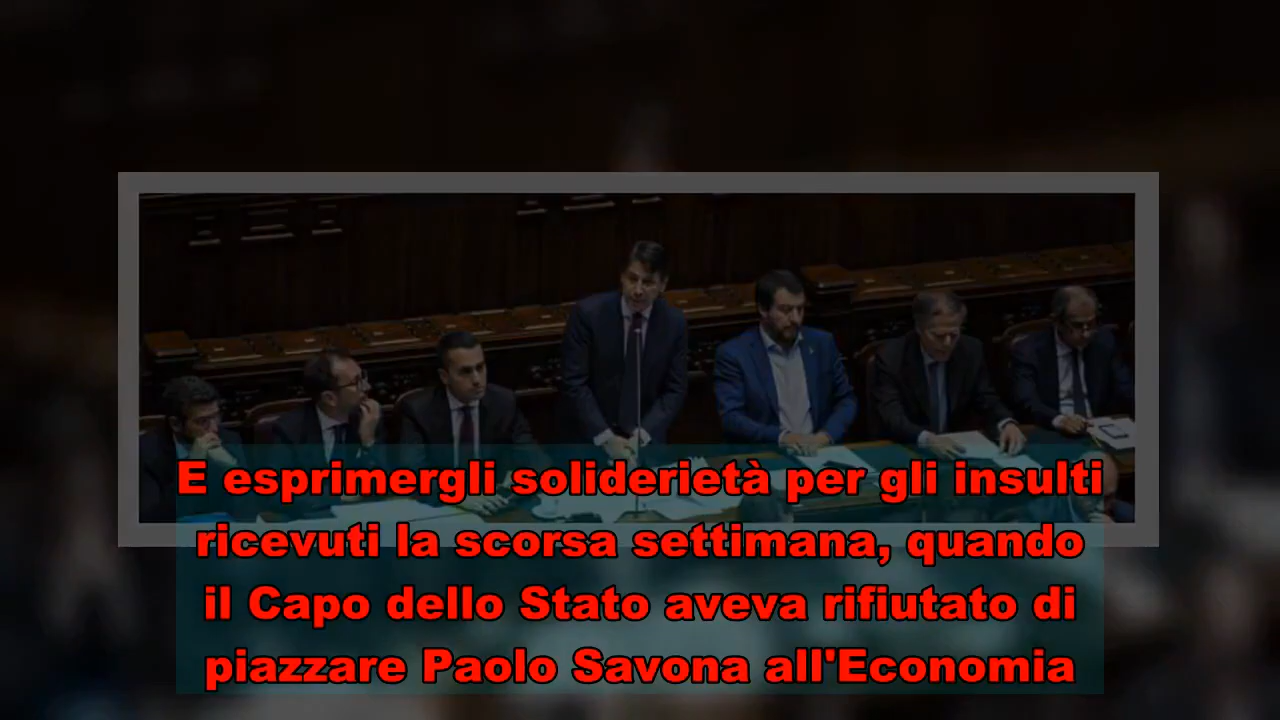 E esprimergli soliderietà per gli insulti
ricevuti la scorsa settimana, quando
il Capo dello Stato aveva rifiutato di
piazzare Paolo Savona all'Economia